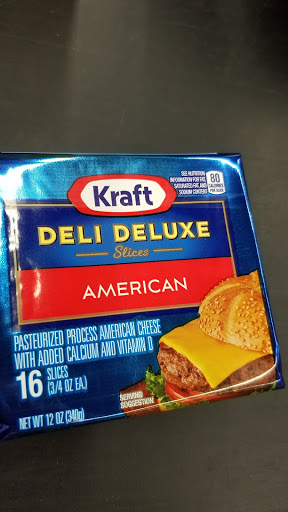 SEE NUTRITION
INFORMATION FOR FAT,
SATURATED FAT, AND
SODIUM CONTENT
80
CALORIES
PER SLICE
Kraft
DELI DELUXE
Slices
AMERICAN
PASTEURIZED PROCESS AMERICAN CHEESE
WITH ADDED CALCIUM AND VITAMIN D
16 SLICES
(3/4 OZ EA.)
NET WT 12 OZ (340g)
SERVING
SUGGESTION